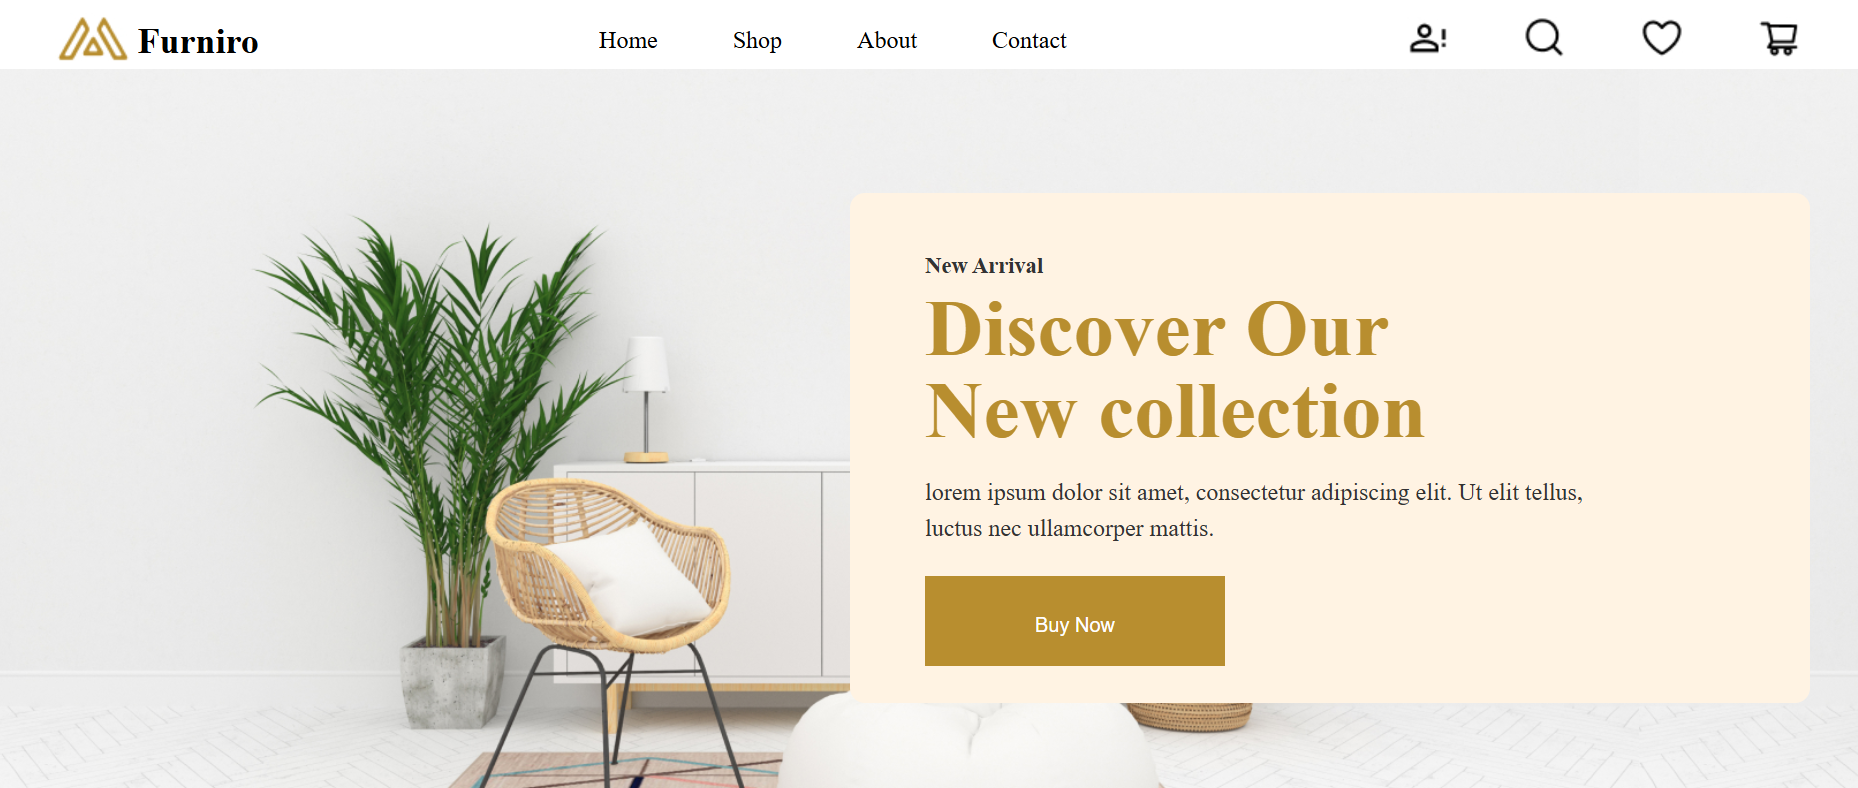 Furniro
Home
Shop
About
Contact
New Arrival
Discover Our
New collection
lorem ipsum dolor sit amet, consectetur adipiscing elit. Ut elit tellus,
luctus nec ullamcorper mattis.
Buy Now